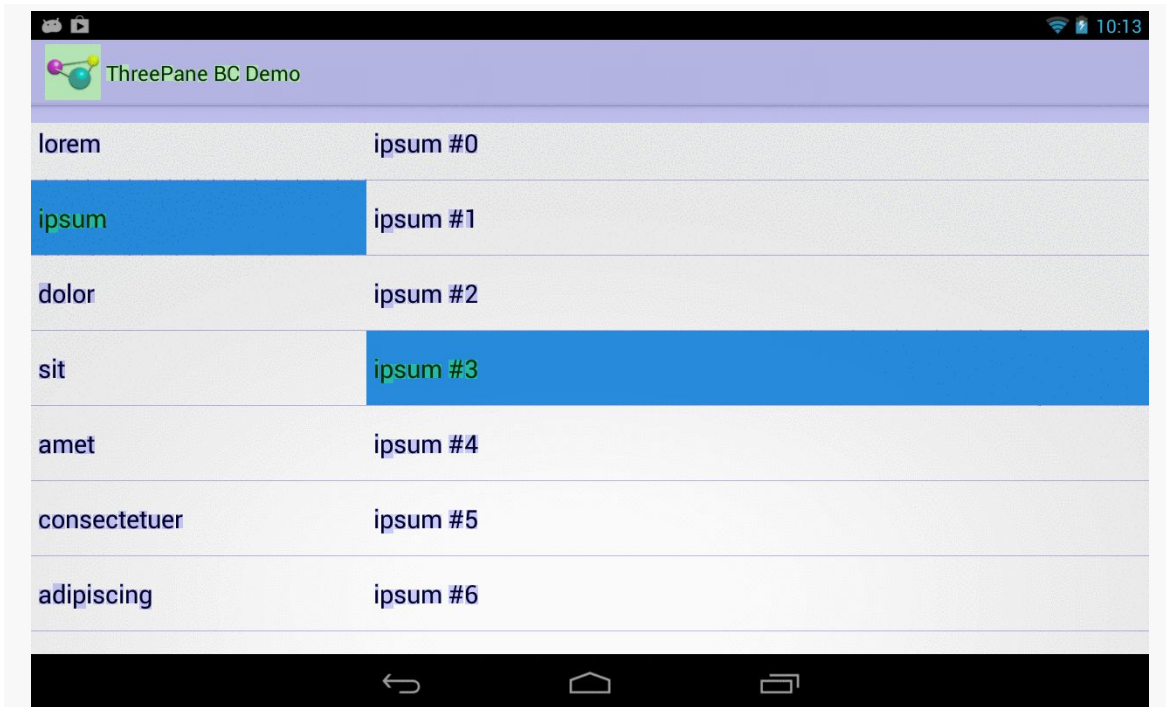 10:13
ThreePane BC Demo
lorem
ipsum #0
ipsum
ipsum #1
dolor
ipsum #2
sit
ipsum #3
amet
ipsum #4
consectetuer
ipsum #5
adipiscing
ipsum #6